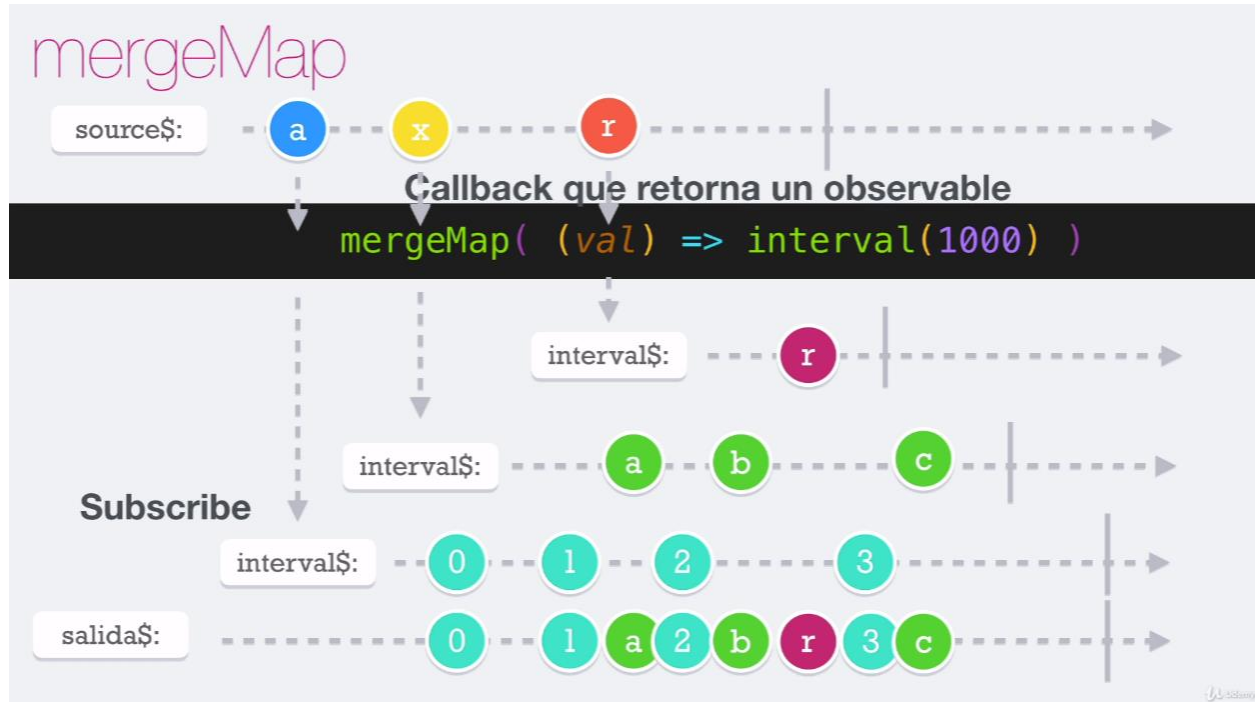 mergeMap
source$: a x r
Callback que retorna un observable
mergeMap( (val) => interval(1000) )
interval$: r
interval$: a b c
Subscribe
interval$: 0 1 2 3
salida$: 0 1 a 2 b r 3 c
Udemy